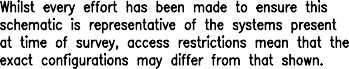 Whilst every effort has been made to ensure this
schematic is representative of the systems present
at time of survey, access restrictions mean that the
exact configurations may differ from that shown.